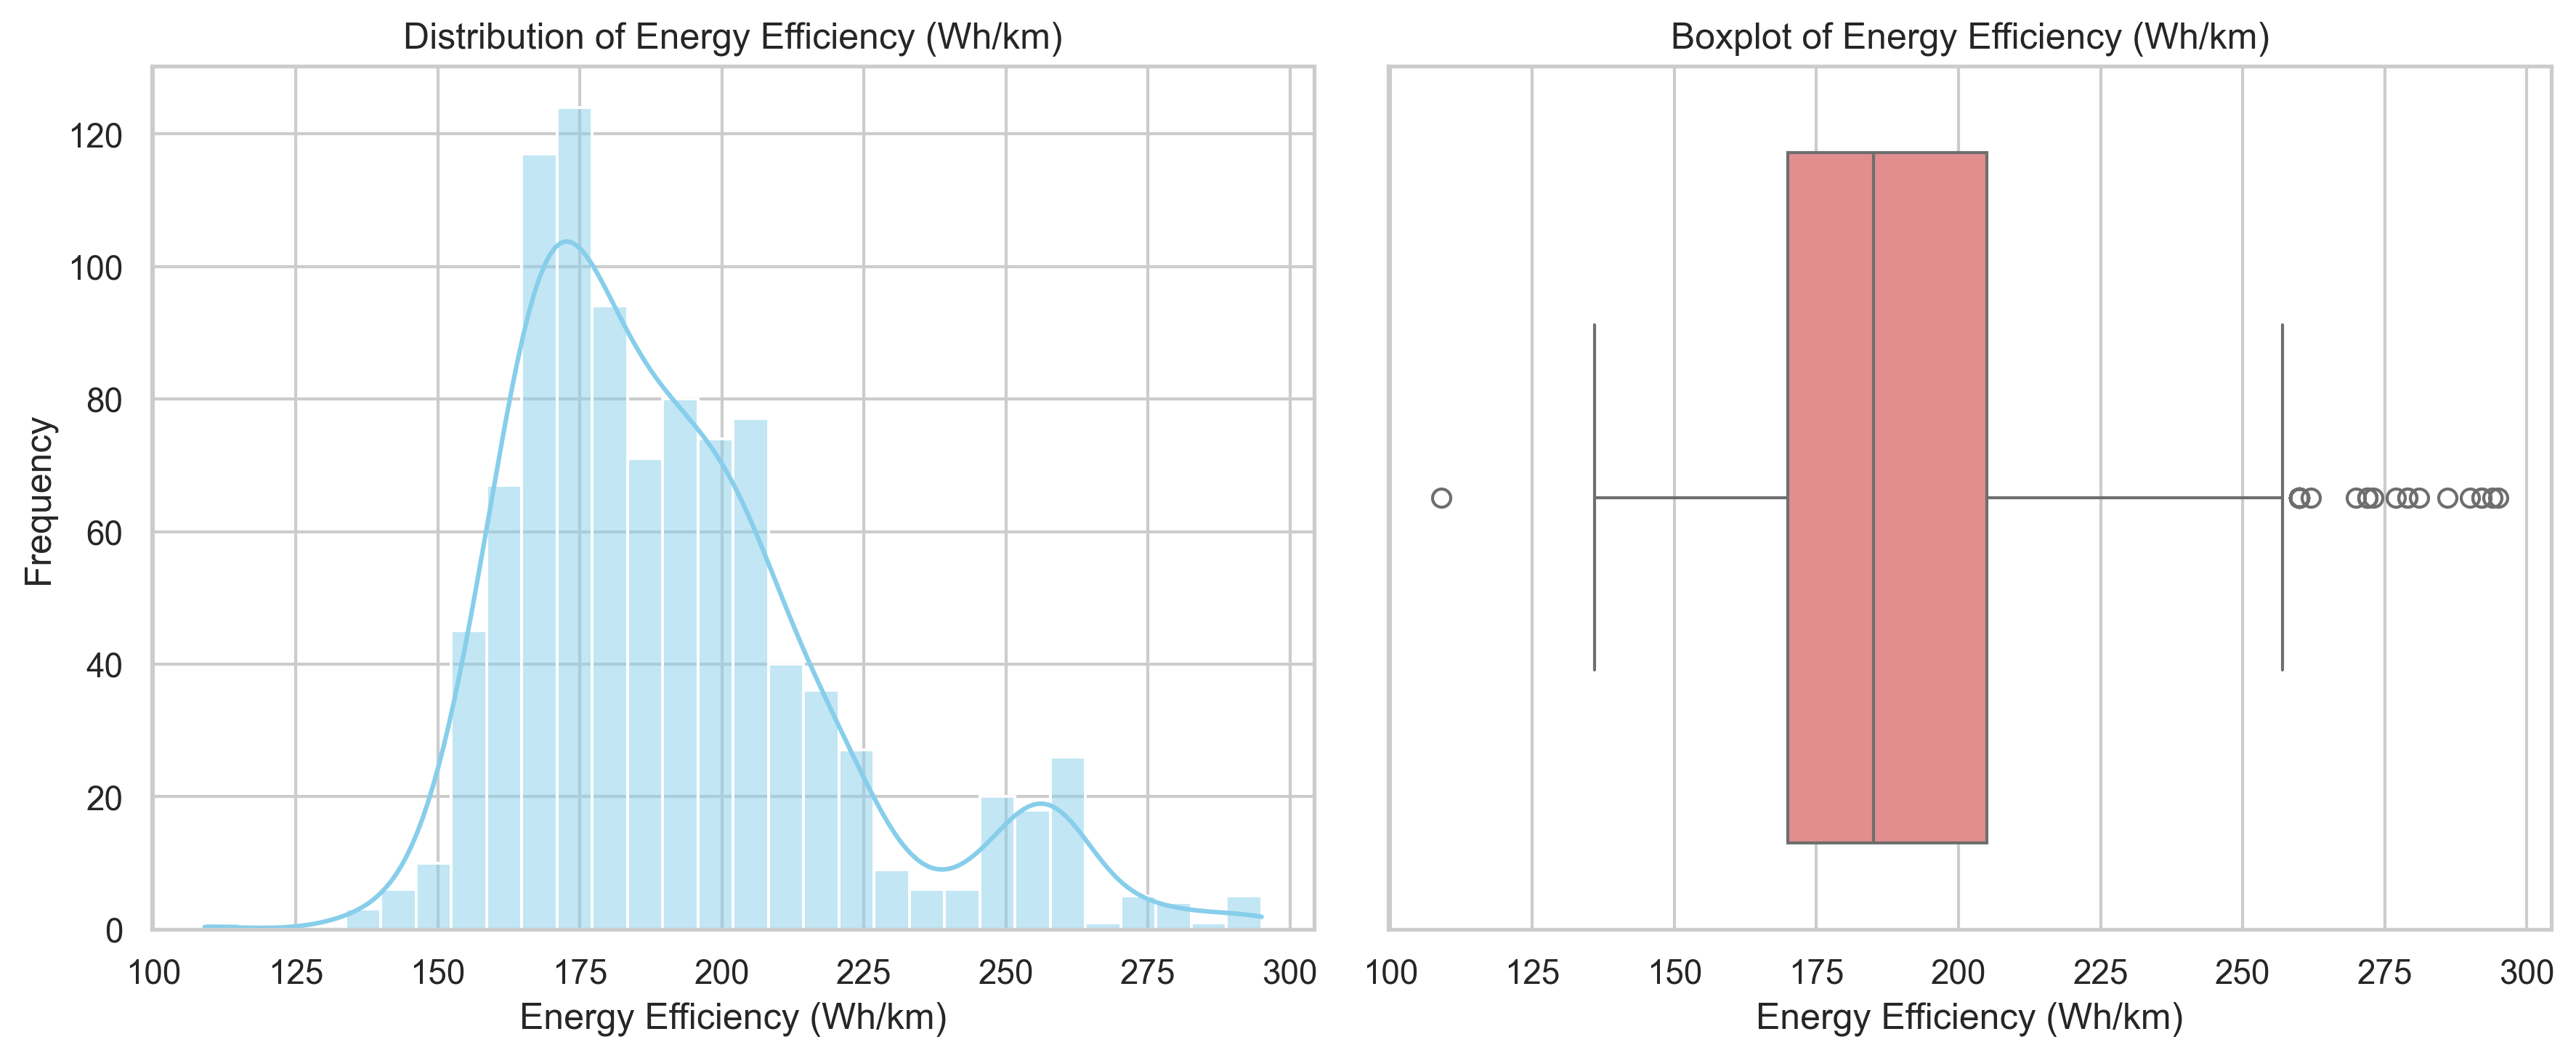 Distribution of Energy Efficiency (Wh/km)
120
100
80
60
40
20
0
Frequency
100 125 150 175 200 225 250 275 300
Energy Efficiency (Wh/km)
Boxplot of Energy Efficiency (Wh/km)
100 125 150 175 200 225 250 275 300
Energy Efficiency (Wh/km)